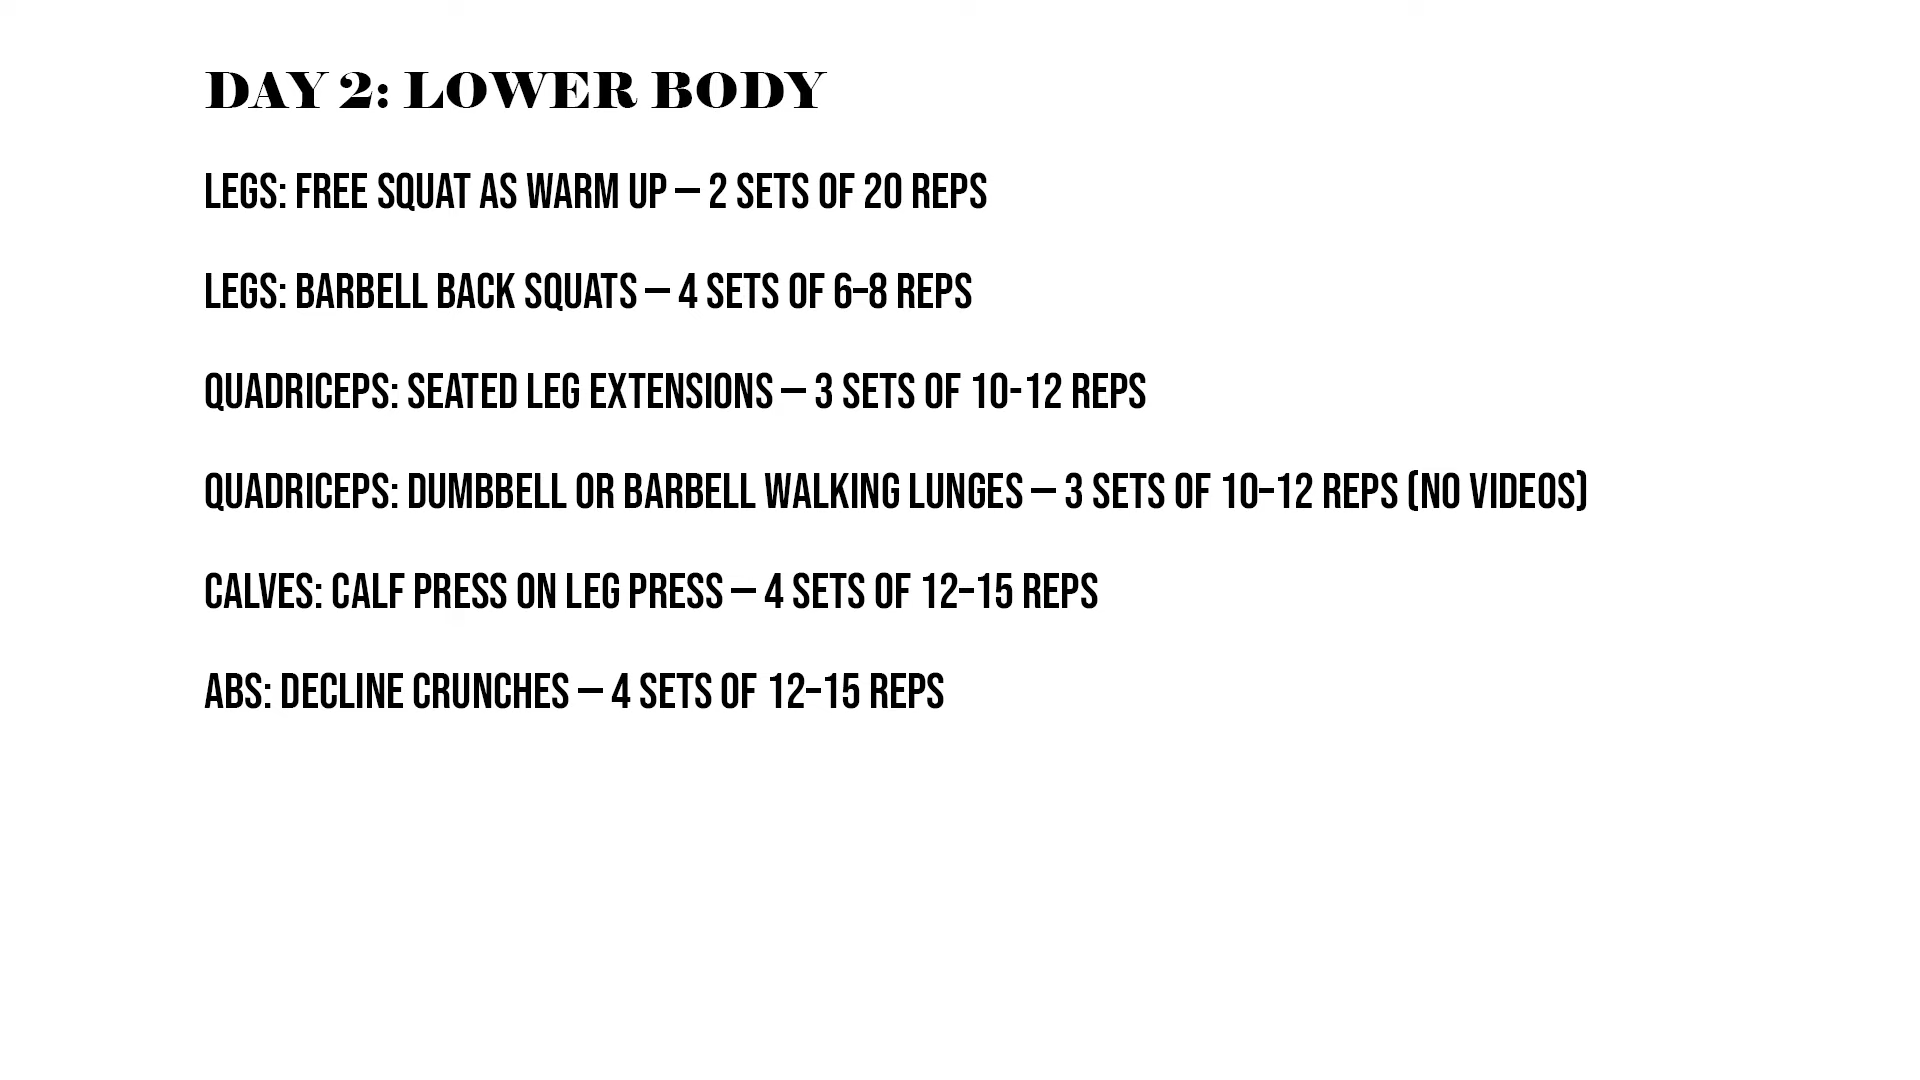 DAY 2: LOWER BODY
LEGS: FREE SQUAT AS WARM UP – 2 SETS OF 20 REPS
LEGS: BARBELL BACK SQUATS – 4 SETS OF 6–8 REPS
QUADRICEPS: SEATED LEG EXTENSIONS – 3 SETS OF 10-12 REPS
QUADRICEPS: DUMBBELL OR BARBELL WALKING LUNGES – 3 SETS OF 10–12 REPS (NO VIDEOS)
CALVES: CALF PRESS ON LEG PRESS – 4 SETS OF 12–15 REPS
ABS: DECLINE CRUNCHES – 4 SETS OF 12–15 REPS